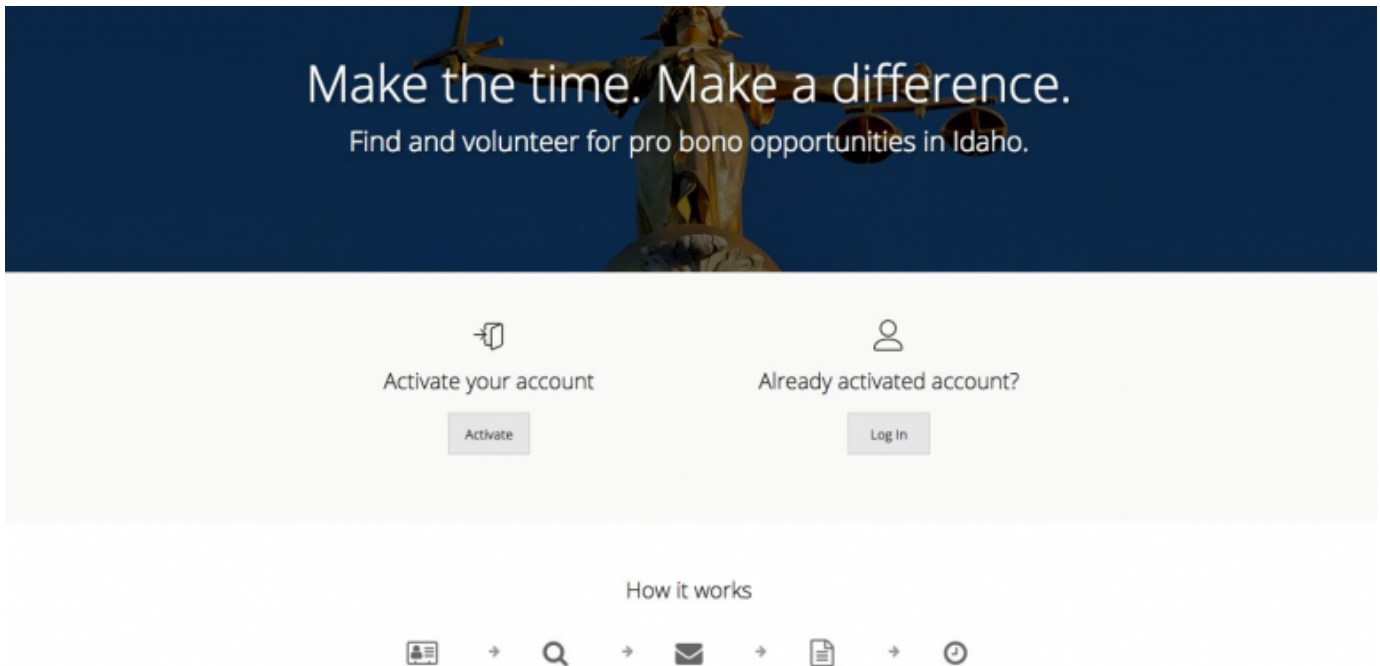 Make the time. Make a difference.
Find and volunteer for pro bono opportunities in Idaho.
Activate your account
Already activated account?
Activate
Log In
How it works